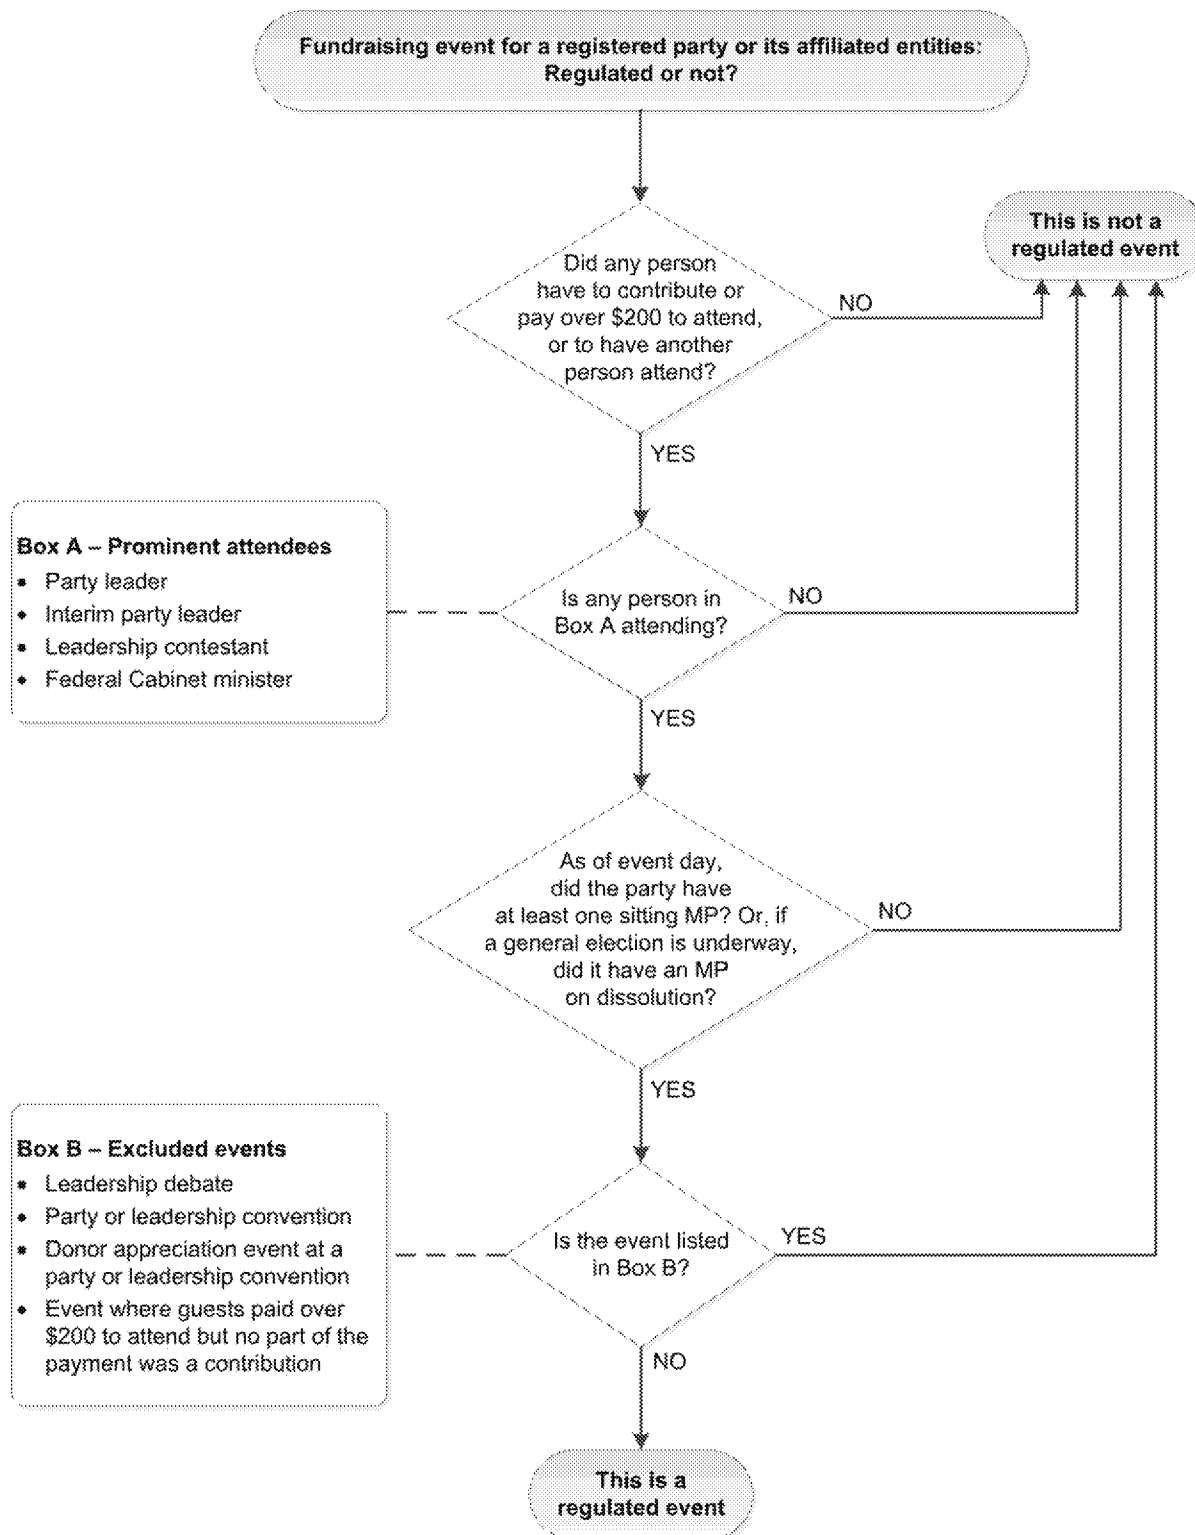 Fundraising event for a registered party or its affiliated entities:
Regulated or not?
This is not a
regulated event
Did any person
have to contribute or
pay over $200 to attend,
or to have another
person attend?
NO
YES
Box A – Prominent attendees
• Party leader
• Interim party leader
• Leadership contestant
• Federal Cabinet minister
Is any person in
Box A attending?
NO
YES
As of event day,
did the party have
at least one sitting MP? Or, if
a general election is underway,
did it have an MP
on dissolution?
NO
YES
Box B – Excluded events
• Leadership debate
• Party or leadership convention
• Donor appreciation event at a
party or leadership convention
• Event where guests paid over
$200 to attend but no part of the
payment was a contribution
Is the event listed
in Box B?
YES
NO
This is a
regulated event